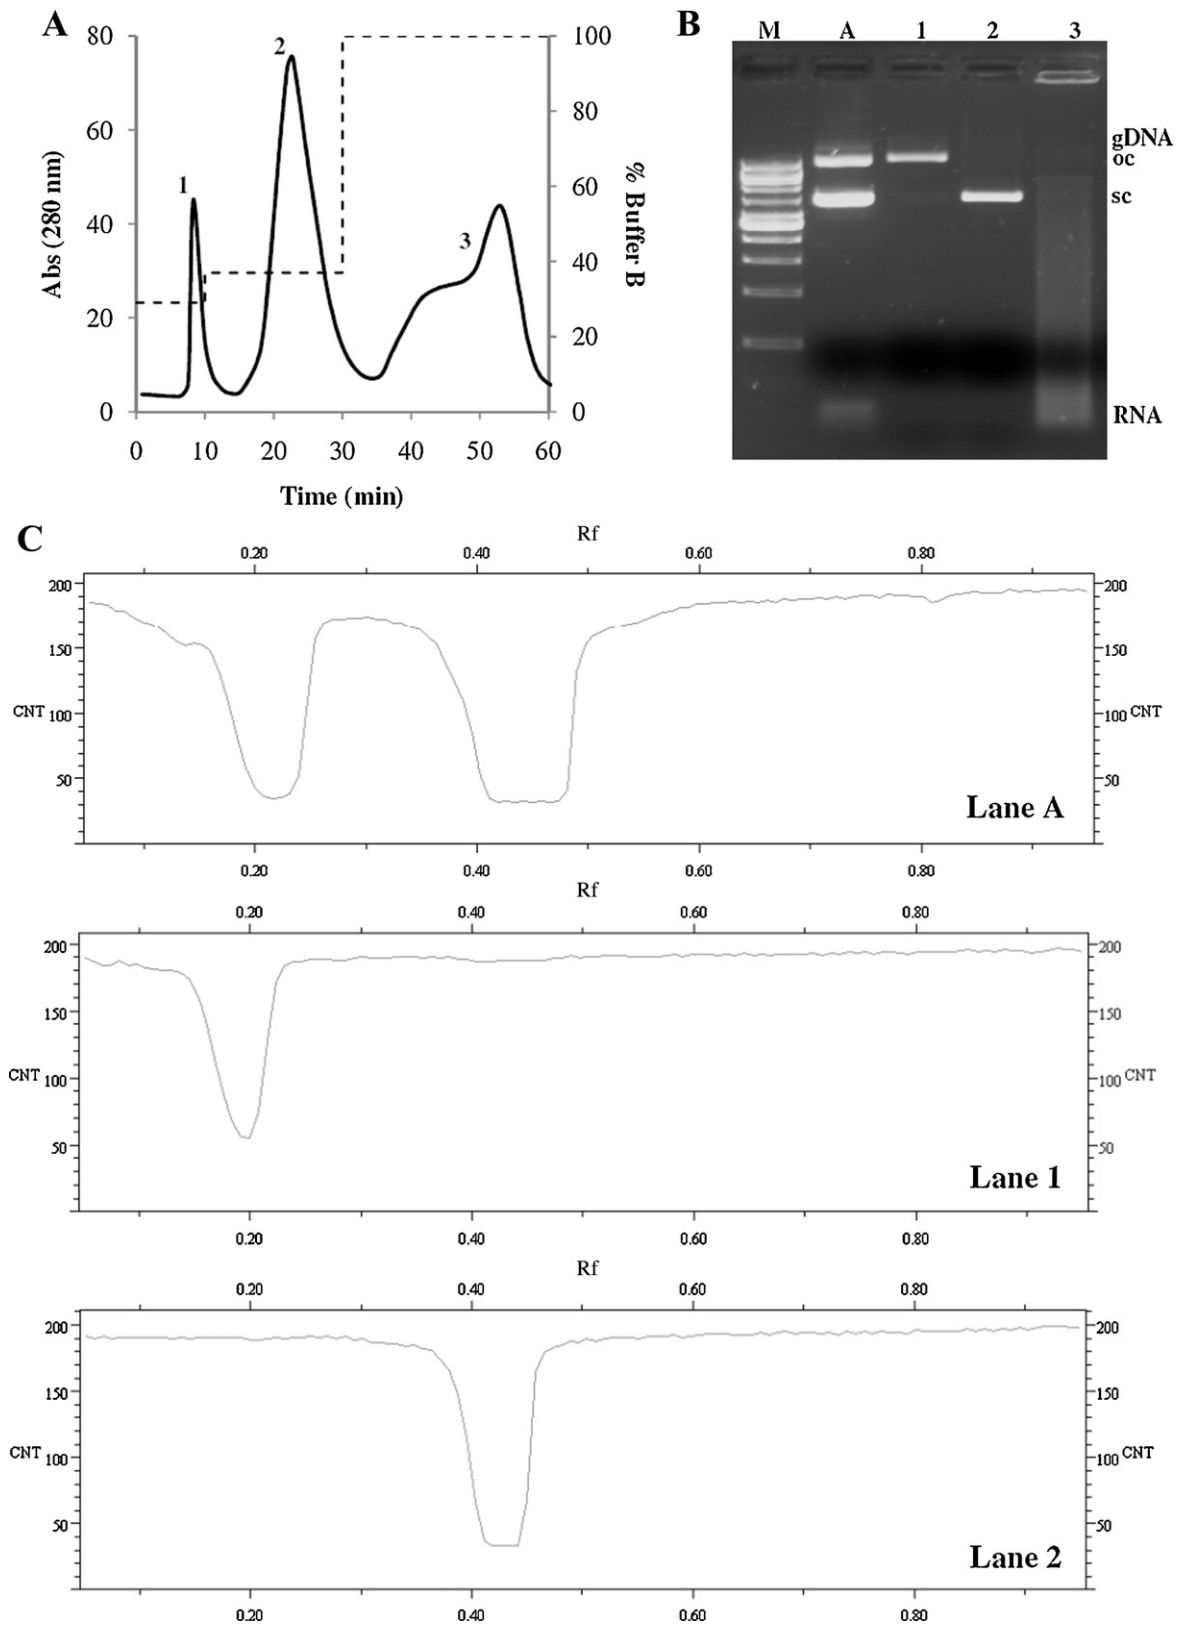 A
80
60
40
20
0
Abs (280 nm)
1
2
3
100
80
60
40
20
0
% Buffer B
0 10 20 30 40 50 60
Time (min)
B
M A 1 2 3
gDNA
oc
sc
RNA
C
Rf
0.20 0.40 0.60 0.80
200 200
150 150
CNT 100 100 CNT
50 50
Lane A
0.20 0.40 0.60 0.80
Rf
0.20 0.40 0.60 0.80
200 200
150 150
CNT 100 100 CNT
50 50
Lane 1
0.20 0.40 0.60 0.80
Rf
0.20 0.40 0.60 0.80
200 200
150 150
CNT 100 100 CNT
50 50
Lane 2
0.20 0.40 0.60 0.80